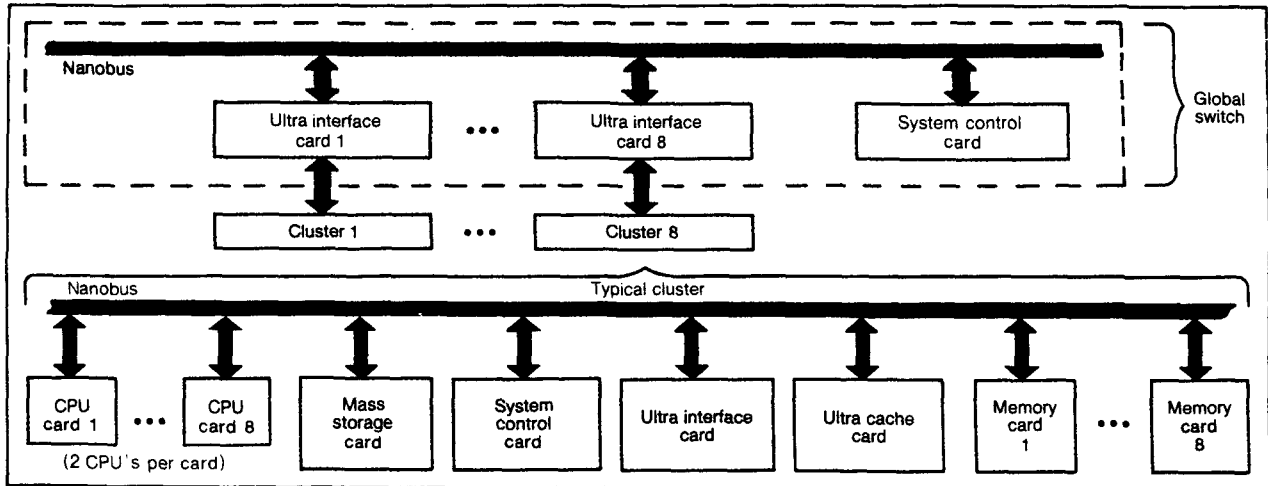 Nanobus
Ultra interface
card 1
•••
Ultra interface
card 8
System control
card
Global
switch
Cluster 1
•••
Cluster 8
Nanobus
Typical cluster
CPU
card 1
•••
CPU
card 8
(2 CPU's per card)
Mass
storage
card
System
control
card
Ultra interface
card
Ultra cache
card
Memory
card
1
•••
Memory
card
8